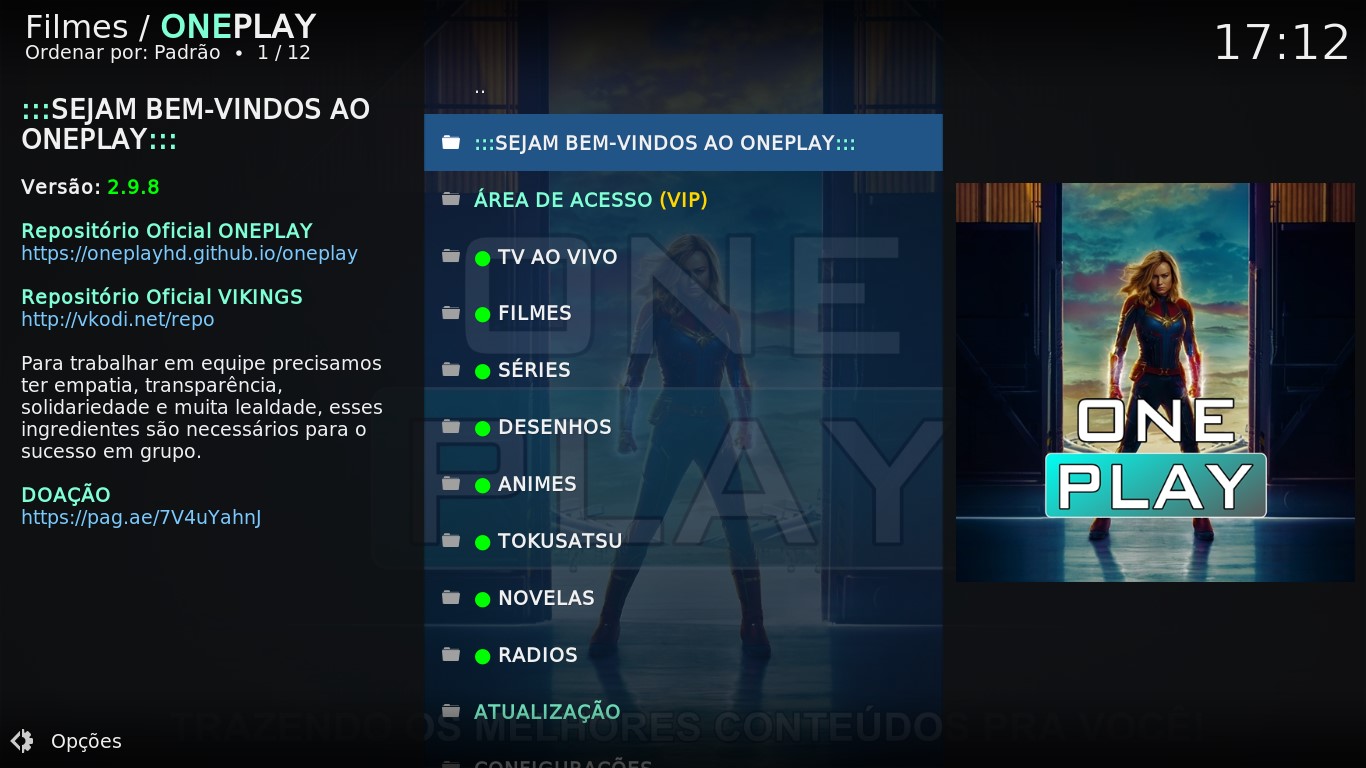 Filmes / ONEPLAY
Ordenar por: Padrão • 1 / 12
17:12
:::SEJAM BEM-VINDOS AO
ONEPLAY:::
Versão: 2.9.8
Repositório Oficial ONEPLAY
https://oneplayhd.github.io/oneplay
Repositório Oficial VIKINGS
http://vkodi.net/repo
Para trabalhar em equipe precisamos
ter empatia, transparência,
solidariedade e muita lealdade, esses
ingredientes são necessários para o
sucesso em grupo.
DOAÇÃO
https://pag.ae/7V4uYahnJ
..
:::SEJAM BEM-VINDOS AO ONEPLAY:::
ÁREA DE ACESSO (VIP)
TV AO VIVO
FILMES
SÉRIES
DESENHOS
ANIMES
TOKUSATSU
NOVELAS
RADIOS
ATUALIZAÇÃO
CONFIGURAÇÕES
ONE
PLAY
ONE
PLAY
TRAZENDO OS MELHORES CONTEÚDOS PRA VOCÊ
Opções